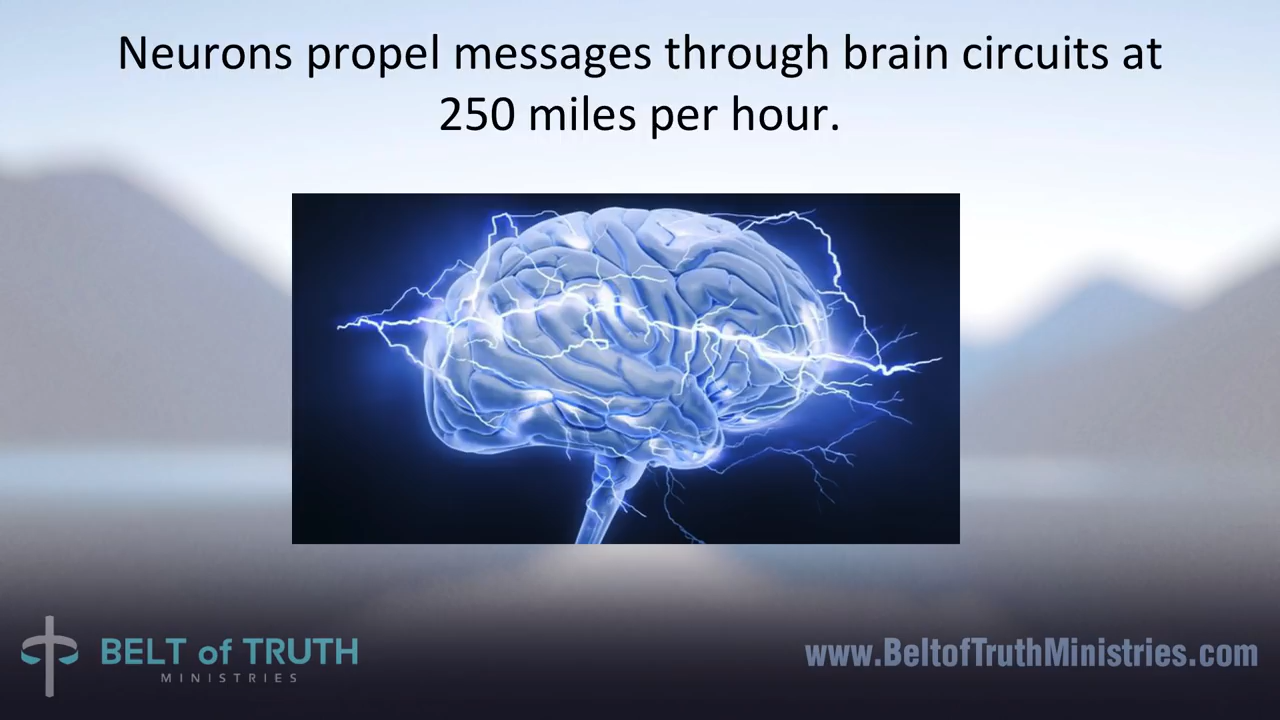 Neurons propel messages through brain circuits at
250 miles per hour.
BELT of TRUTH
MINISTRIES
www.BeltofTruthMinistries.com